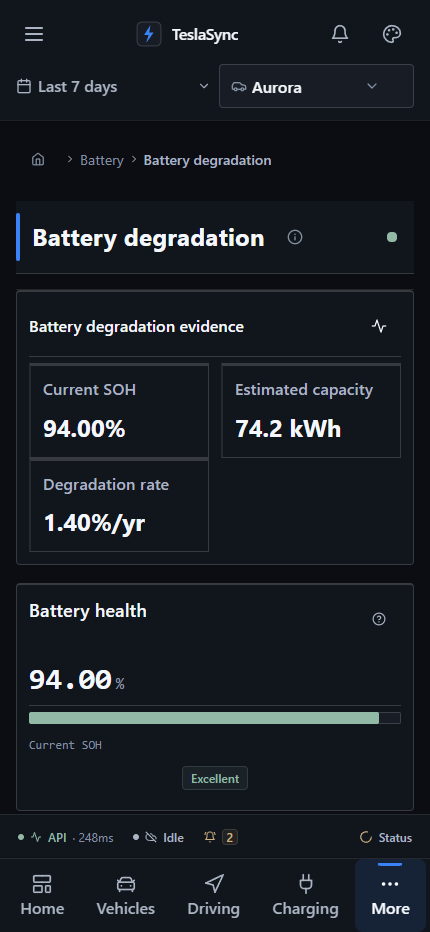 TeslaSync
Last 7 days
Aurora
Battery
Battery degradation
Battery degradation
Battery degradation evidence
Current SOH
Estimated capacity
94.00%
74.2 kWh
Degradation rate
1.40%/yr
Battery health
94.00%
Current SOH
Excellent
API · 248ms
Idle
2
Status
Home
Vehicles
Driving
Charging
More